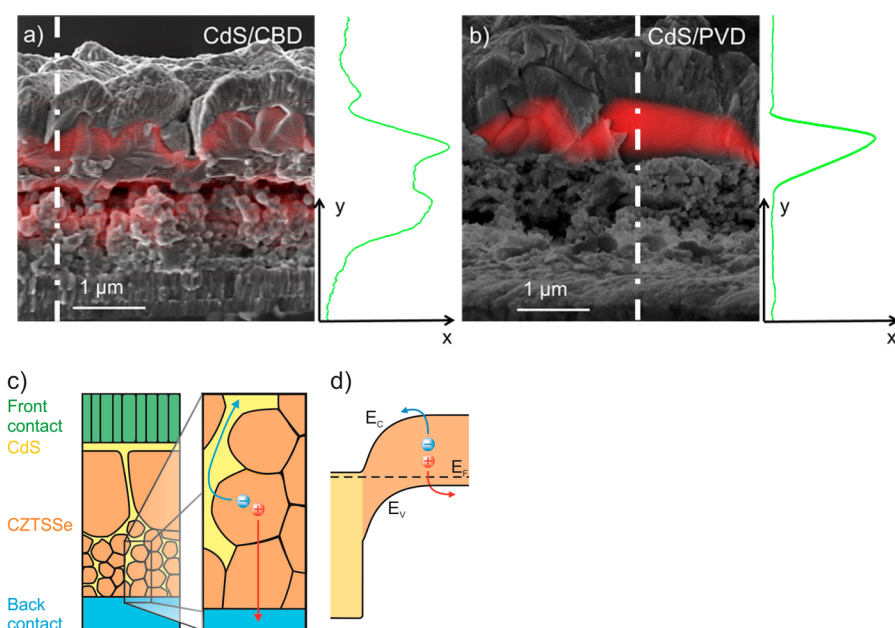 a) CdS/CBD
y
1 µm
x
b) CdS/PVD
y
1 µm
x
c)
Front
contact
CdS
CZTSSe
Back
contact
d)
E_C
E_F
E_V